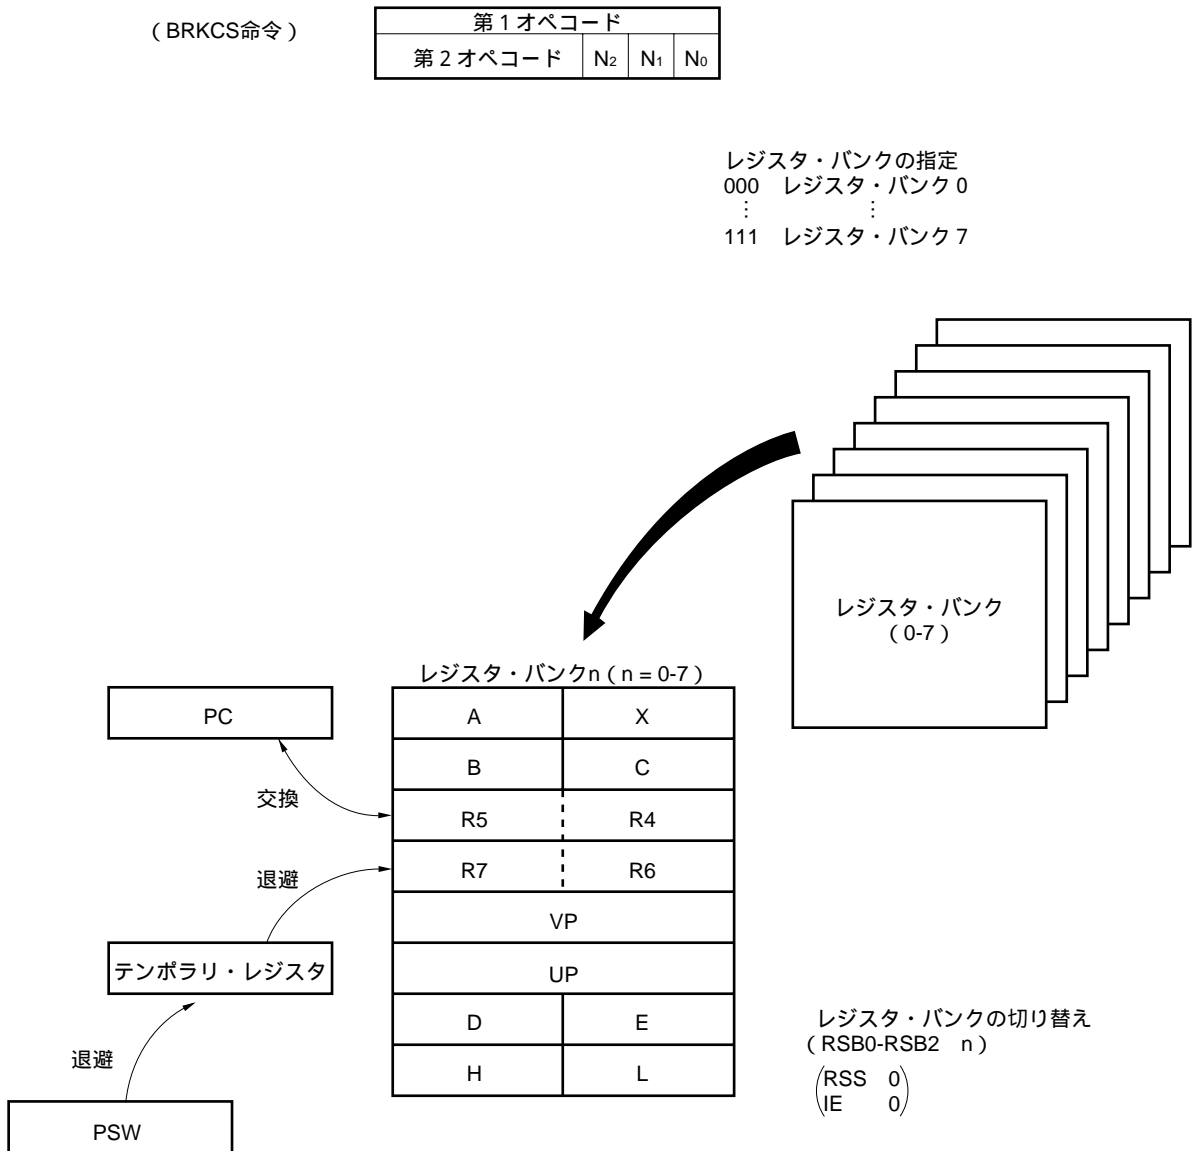 （BRKCS命令）
第1オペコード
第2オペコード N2 N1 N0
レジスタ・バンクの指定
000 レジスタ・バンク0
⋮ ⋮
111 レジスタ・バンク7
レジスタ・バンク
（0-7）
レジスタ・バンクn（n = 0-7）
PC
A X
B C
交換
R5 R4
R7 R6
退避
VP
テンポラリ・レジスタ
UP
D E
レジスタ・バンクの切り替え
（RSB0-RSB2 n）
退避
H L
RSS 0
IE 0
PSW